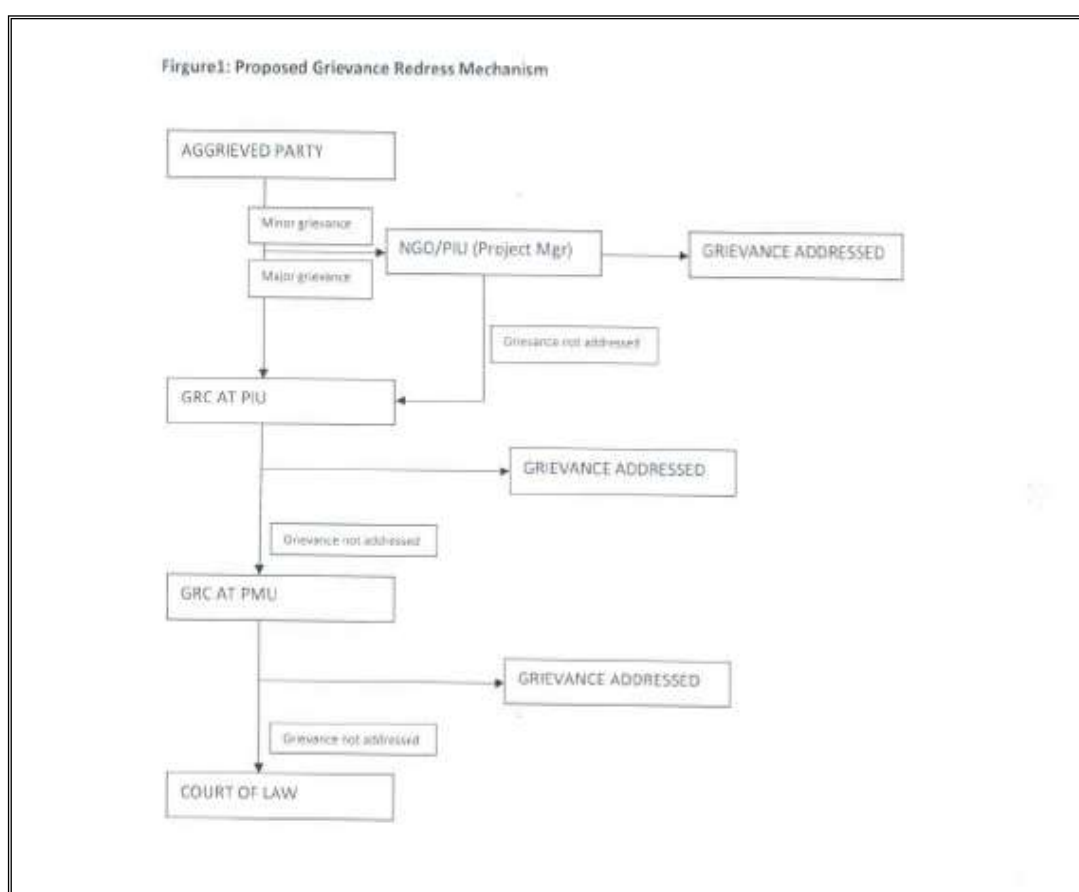 Firgure1: Proposed Grievance Redress Mechanism
AGGRIEVED PARTY
Minor grievance
NGO/PIU (Project Mgr)
GRIEVANCE ADDRESSED
Major grievance
Grievance not addressed
GRC AT PIU
GRIEVANCE ADDRESSED
Grievance not addressed
GRC AT PMU
GRIEVANCE ADDRESSED
Grievance not addressed
COURT OF LAW